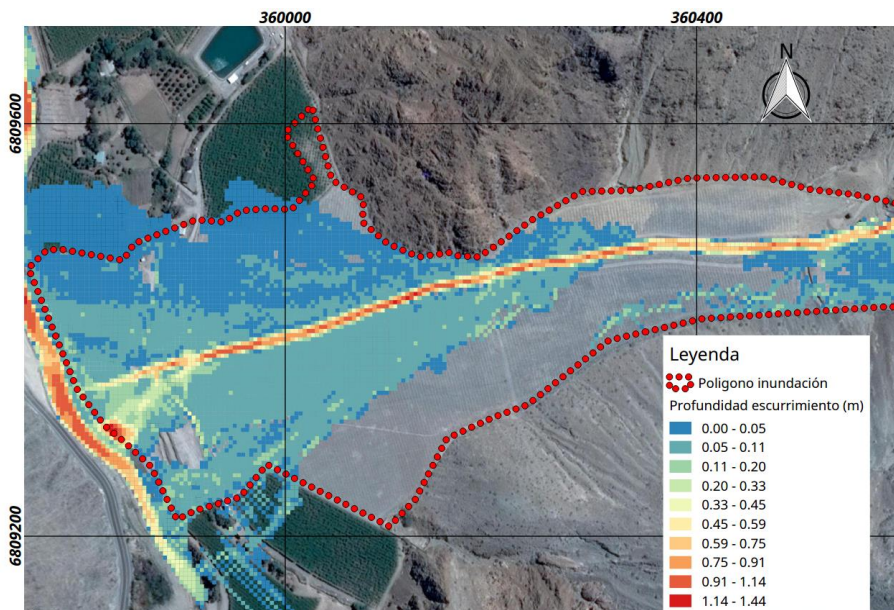 360000
360400
N
6809600
6809200
Leyenda
Poligono inundación
Profundidad escurrimiento (m)
0.00 - 0.05
0.05 - 0.11
0.11 - 0.20
0.20 - 0.33
0.33 - 0.45
0.45 - 0.59
0.59 - 0.75
0.75 - 0.91
0.91 - 1.14
1.14 - 1.44